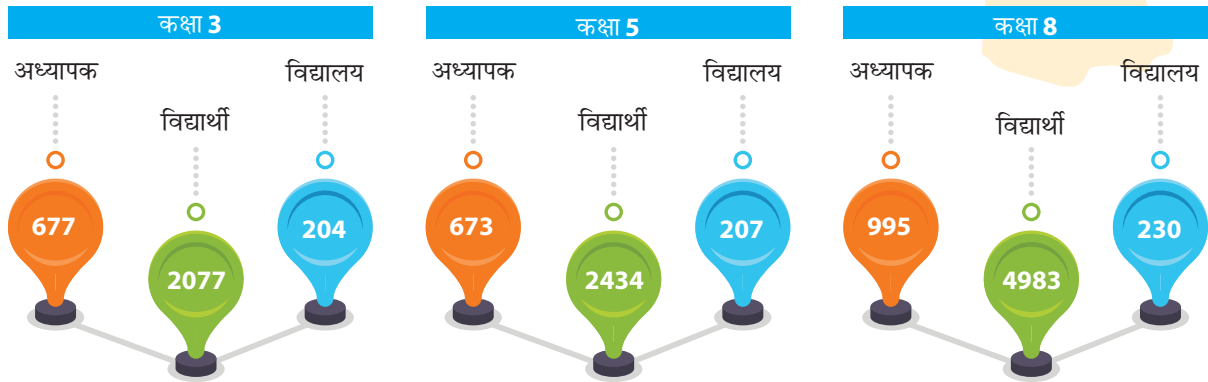 कक्षा 3
अध्यापक
विद्यार्थी
विद्यालय
677
2077
204
कक्षा 5
अध्यापक
विद्यार्थी
विद्यालय
673
2434
207
कक्षा 8
अध्यापक
विद्यार्थी
विद्यालय
995
4983
230